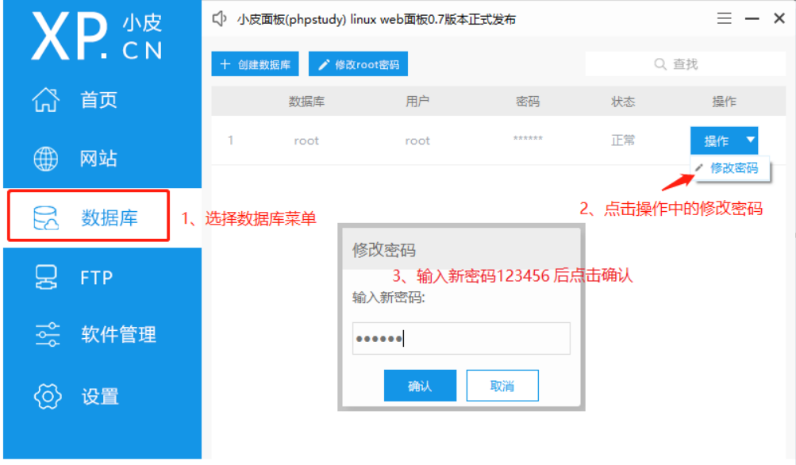 XP.CN 小皮
小皮面板(phpstudy) linux web面板0.7版本正式发布
首页
网站
数据库
FTP
软件管理
设置
+ 创建数据库
修改root密码
查找
数据库 用户 密码 状态 操作
1 root root ****** 正常 操作
修改密码
1、选择数据库菜单
2、点击操作中的修改密码
修改密码
3、输入新密码123456 后点击确认
输入新密码:
••••••
确认 取消